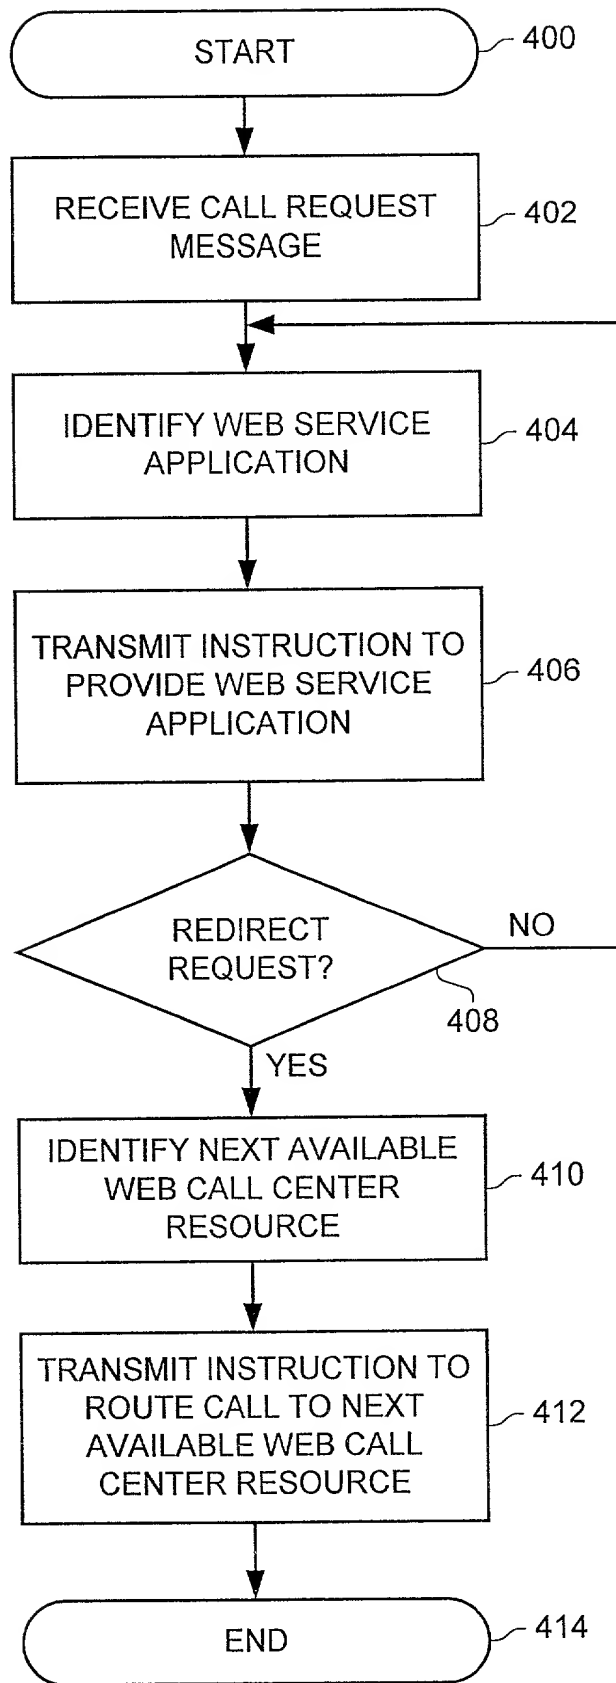 START
400
RECEIVE CALL REQUEST
MESSAGE
402
IDENTIFY WEB SERVICE
APPLICATION
404
TRANSMIT INSTRUCTION TO
PROVIDE WEB SERVICE
APPLICATION
406
REDIRECT
REQUEST?
NO
408
YES
IDENTIFY NEXT AVAILABLE
WEB CALL CENTER
RESOURCE
410
TRANSMIT INSTRUCTION TO
ROUTE CALL TO NEXT
AVAILABLE WEB CALL
CENTER RESOURCE
412
END
414